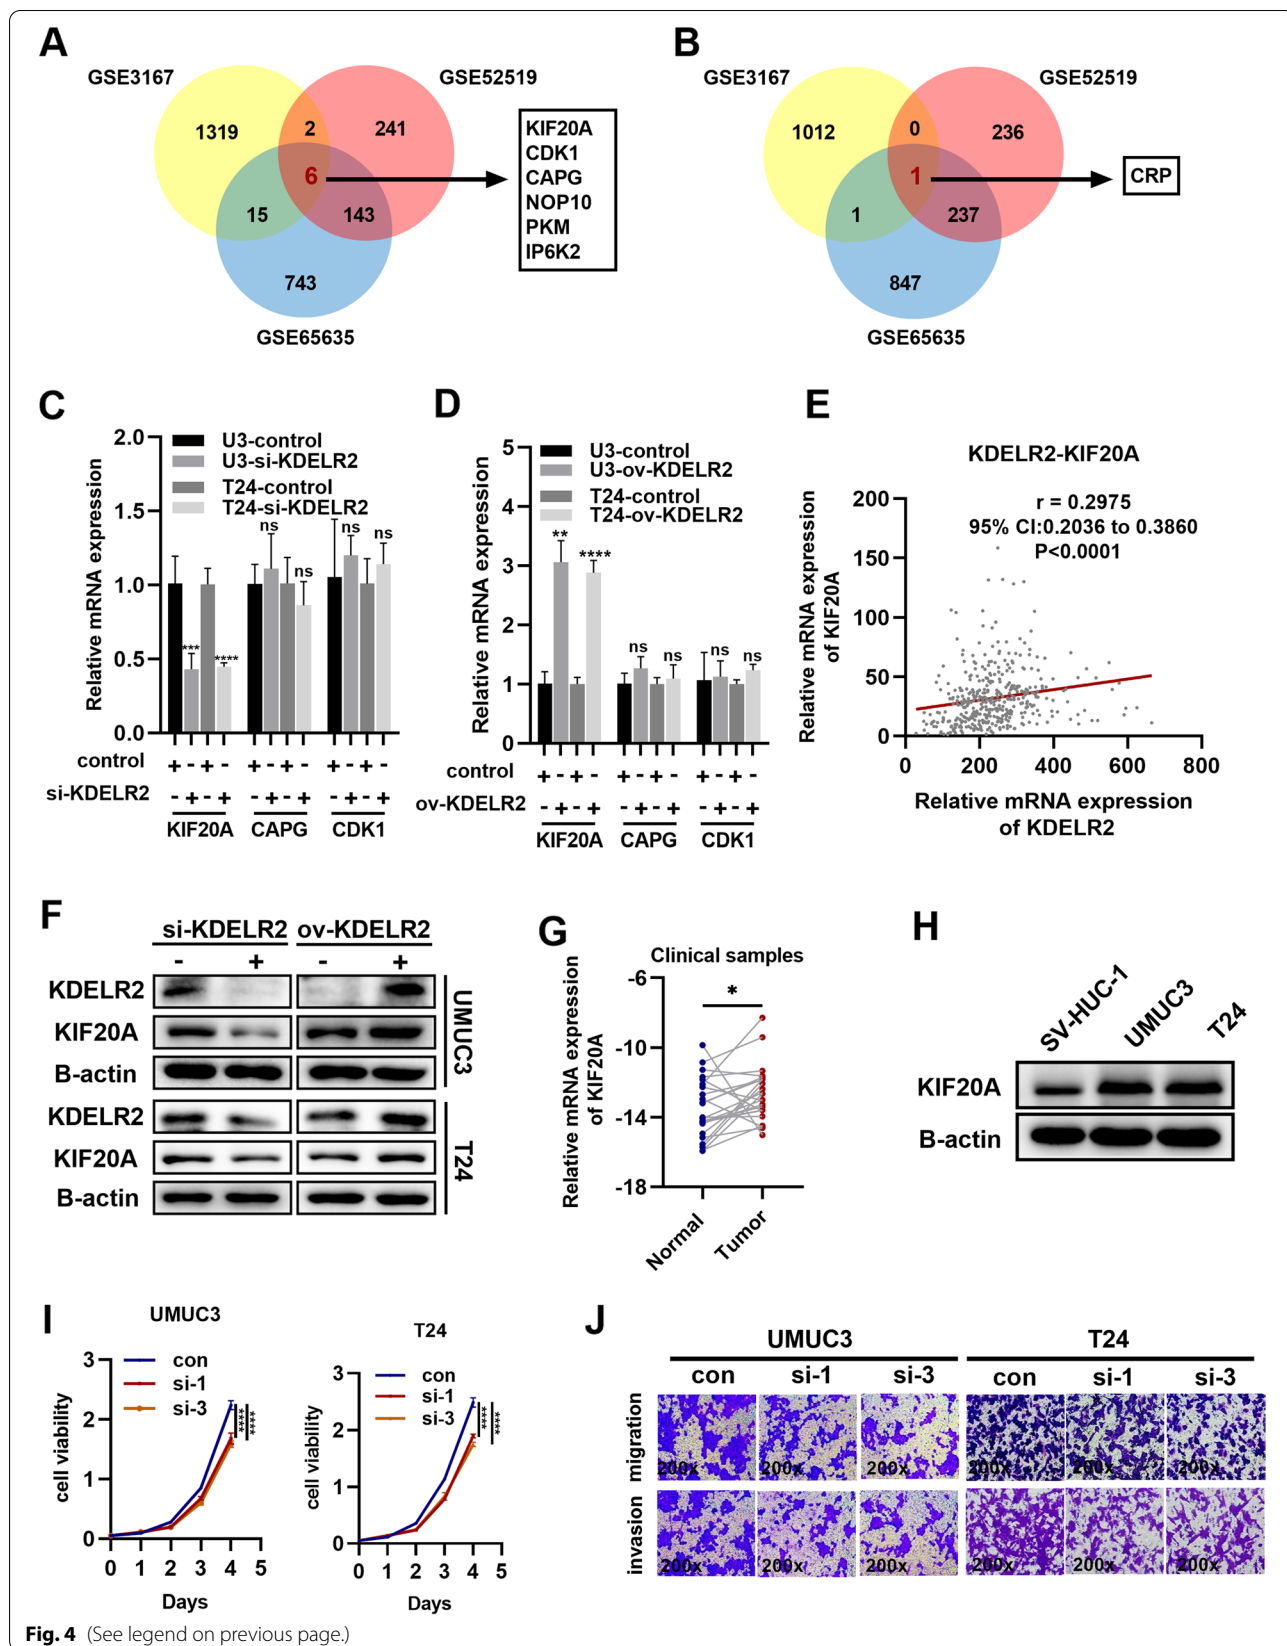 A
GSE3167
GSE52519
1319
2
241
6
15
143
743
GSE65635
KIF20A
CDK1
CAPG
NOP10
PKM
IP6K2
B
GSE3167
GSE52519
1012
0
236
1
1
237
847
GSE65635
CRP
C
Relative mRNA expression
2.0
1.5
1.0
0.5
0.0
U3-control
U3-si-KDELR2
T24-control
T24-si-KDELR2
*** **** ns ns ns ns
control + - + - + - + - + - + -
si-KDELR2 - + - + - + - + - + - +
KIF20A CAPG CDK1
D
Relative mRNA expression
5
4
3
2
1
0
U3-control
U3-ov-KDELR2
T24-control
T24-ov-KDELR2
** **** ns ns ns ns
control + - + - + - + - + - + -
ov-KDELR2 - + - + - + - + - + - +
KIF20A CAPG CDK1
E
KDELR2-KIF20A
r = 0.2975
95% CI:0.2036 to 0.3860
P<0.0001
Relative mRNA expression
of KIF20A
200
150
100
50
0
0 200 400 600 800
Relative mRNA expression
of KDELR2
F
si-KDELR2 ov-KDELR2
- + - +
KDELR2
KIF20A
B-actin
UMUC3
KDELR2
KIF20A
B-actin
T24
G
Clinical samples
Relative mRNA expression
of KIF20A
-6
-10
-14
-18
*
Normal
Tumor
H
SV-HUC-1
UMUC3
T24
KIF20A
B-actin
I
UMUC3
cell viability
3
2
1
0
con
si-1
si-3
****
****
0 1 2 3 4 5
Days
T24
cell viability
3
2
1
0
con
si-1
si-3
****
****
0 1 2 3 4 5
Days
J
UMUC3 T24
con si-1 si-3 con si-1 si-3
migration
200x 200x 200x 200x 200x 200x
invasion
200x 200x 200x 200x 200x 200x
Fig. 4 (See legend on previous page.)